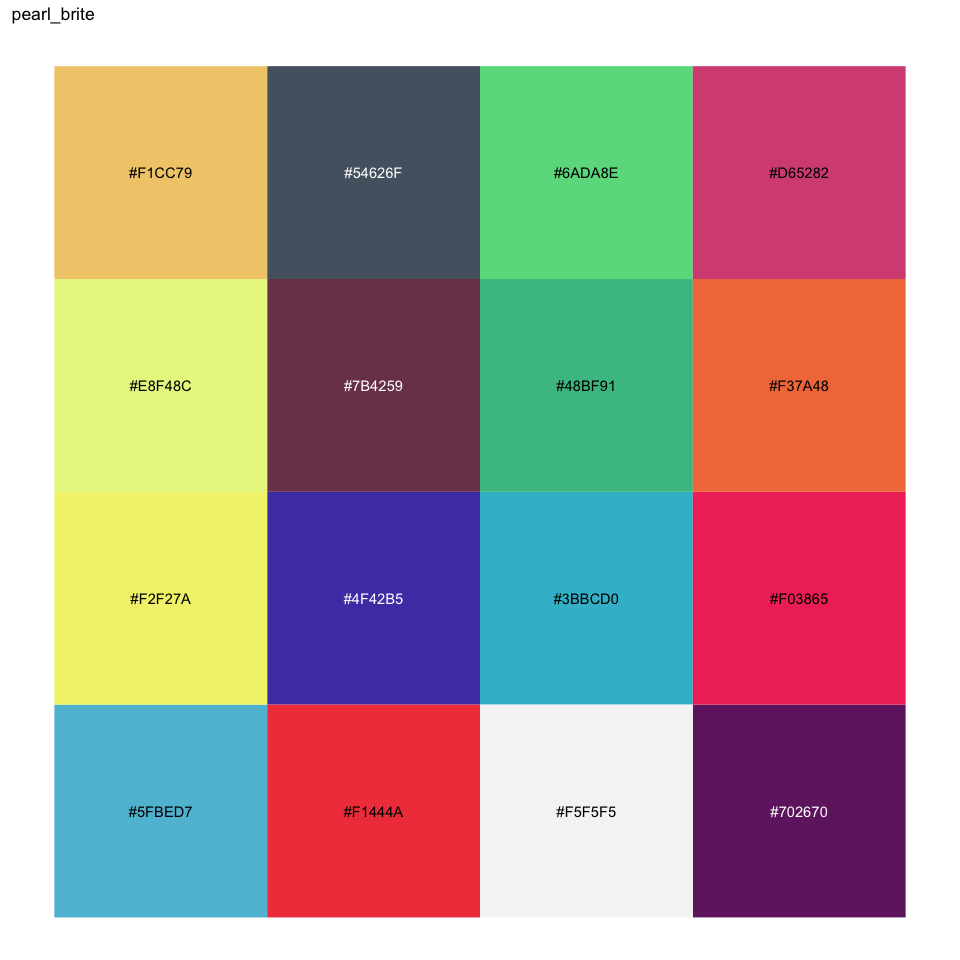 pearl_brite
#F1CC79 #54626F #6ADA8E #D65282
#E8F48C #7B4259 #48BF91 #F37A48
#F2F27A #4F42B5 #3BBCD0 #F03865
#5FBED7 #F1444A #F5F5F5 #702670